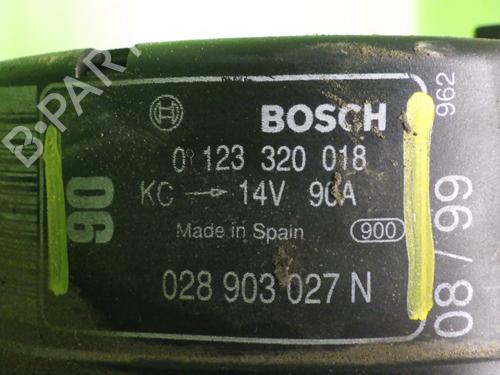 BOSCH
0 123 320 018
KC → 14V 90A
Made in Spain
900
028 903 027 N
90
08 / 99
962
B-PARTS